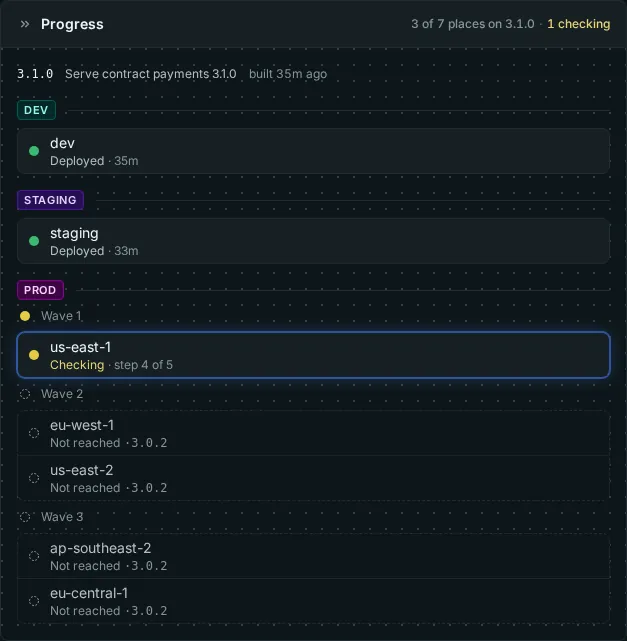 » Progress 3 of 7 places on 3.1.0 · 1 checking
3.1.0 Serve contract payments 3.1.0 built 35m ago
DEV
dev
Deployed · 35m
STAGING
staging
Deployed · 33m
PROD
Wave 1
us-east-1
Checking · step 4 of 5
Wave 2
eu-west-1
Not reached · 3.0.2
us-east-2
Not reached · 3.0.2
Wave 3
ap-southeast-2
Not reached · 3.0.2
eu-central-1
Not reached · 3.0.2